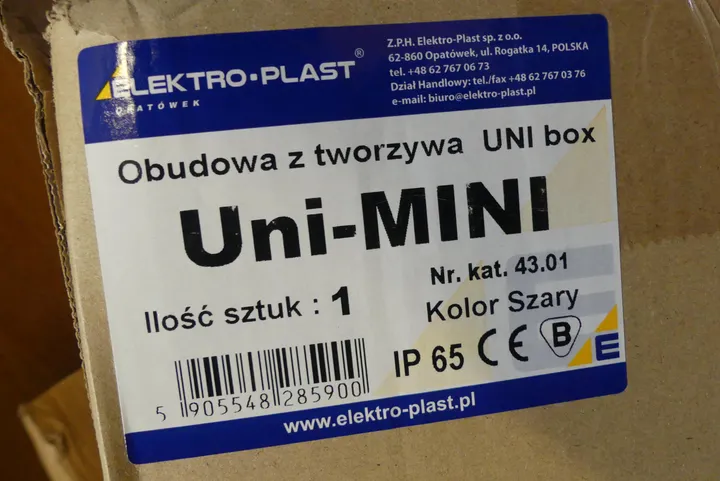 ELEKTRO-PLAST®
OPATÓWEK
Z.P.H. Elektro-Plast sp. z o.o.
62-860 Opatówek, ul. Rogatka 14, POLSKA
tel. +48 62 767 06 73
Dział Handlowy: tel./fax +48 62 767 03 76
e-mail: biuro@elektro-plast.pl
Obudowa z tworzywa UNI box
Uni-MINI
Nr. kat. 43.01
Ilość sztuk : 1
Kolor Szary
IP 65 CE B E
5 905548 285900
www.elektro-plast.pl